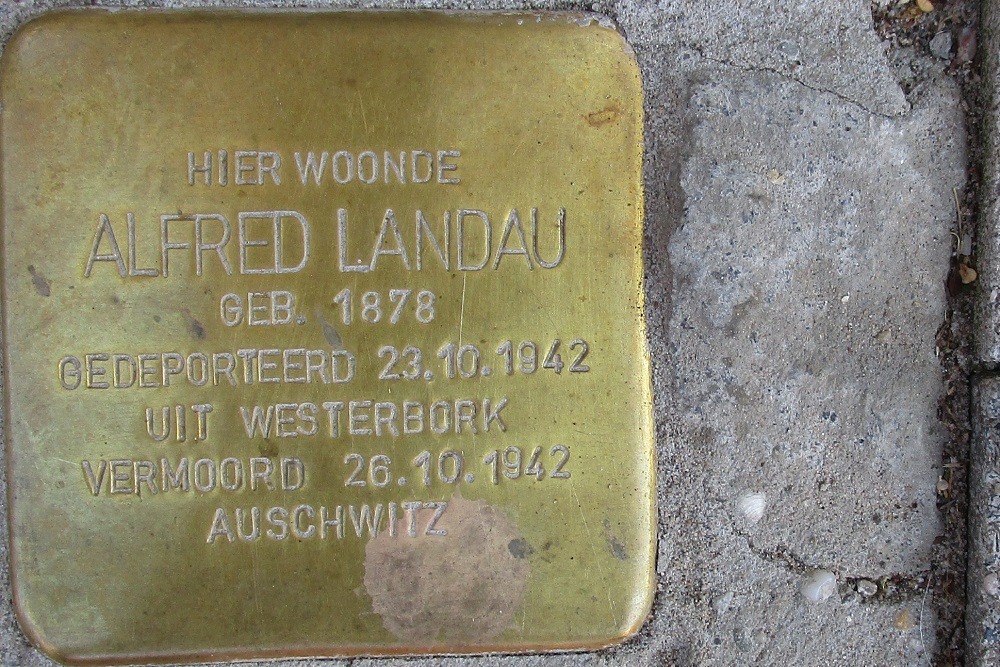 HIER WOONDE
ALFRED LANDAU
GEB. 1878
GEDEPORTEERD 23.10.1942
UIT WESTERBORK
VERMOORD 26.10.1942
AUSCHWITZ